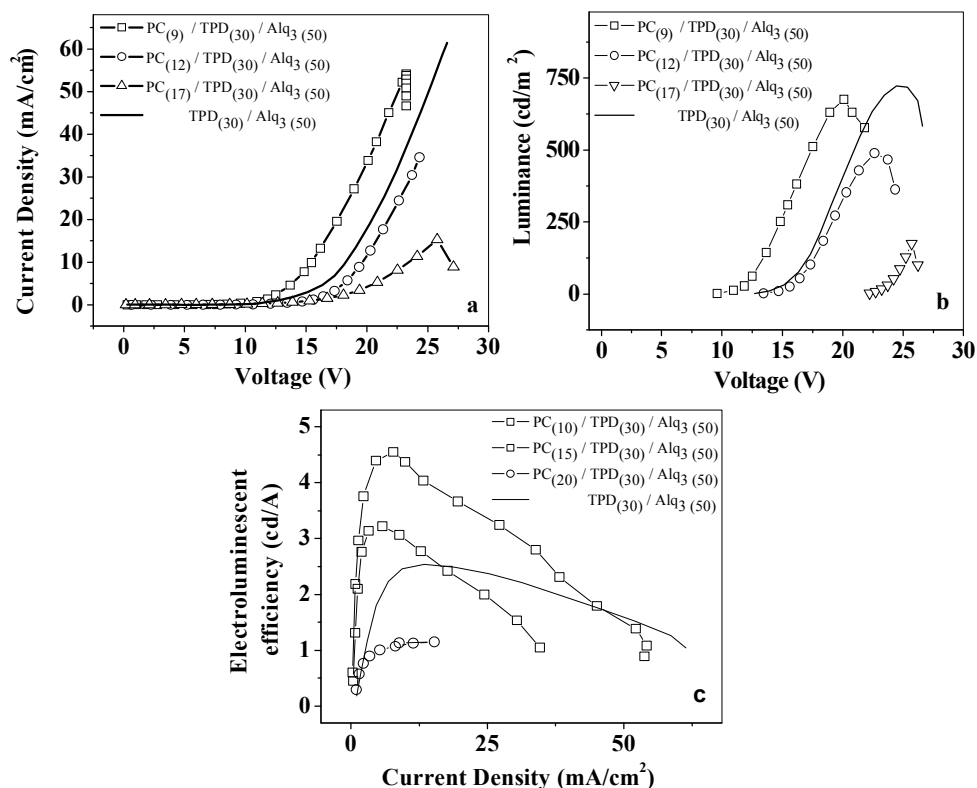 PC(9) / TPD(30) / Alq3 (50)
PC(12) / TPD(30) / Alq3 (50)
PC(17) / TPD(30) / Alq3 (50)
TPD(30) / Alq3 (50)
60
50
40
30
20
10
0
Current Density (mA/cm²)
a
0 5 10 15 20 25 30
Voltage (V)
PC(9) / TPD(30) / Alq3 (50)
PC(12) / TPD(30) / Alq3 (50)
PC(17) / TPD(30) / Alq3 (50)
TPD(30) / Alq3 (50)
750
500
250
0
Luminance (cd/m²)
b
0 5 10 15 20 25 30
Voltage (V)
PC(10) / TPD(30) / Alq3 (50)
PC(15) / TPD(30) / Alq3 (50)
PC(20) / TPD(30) / Alq3 (50)
TPD(30) / Alq3 (50)
5
4
3
2
1
0
Electroluminescent
efficiency (cd/A)
c
0 25 50
Current Density (mA/cm²)